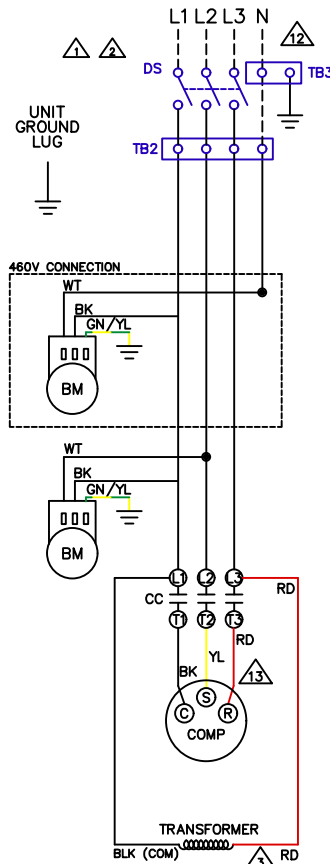 L1 L2 L3 N
1 2 12
DS
TB3
UNIT
GROUND
LUG
TB2
460V CONNECTION
WT
BK
GN/YL
BM
WT
BK
GN/YL
BM
L1 L2 L3
CC
RD
T1 T2 T3
RD
YL
BK
13
S
C R
COMP
TRANSFORMER
BLK (COM)
3
RD